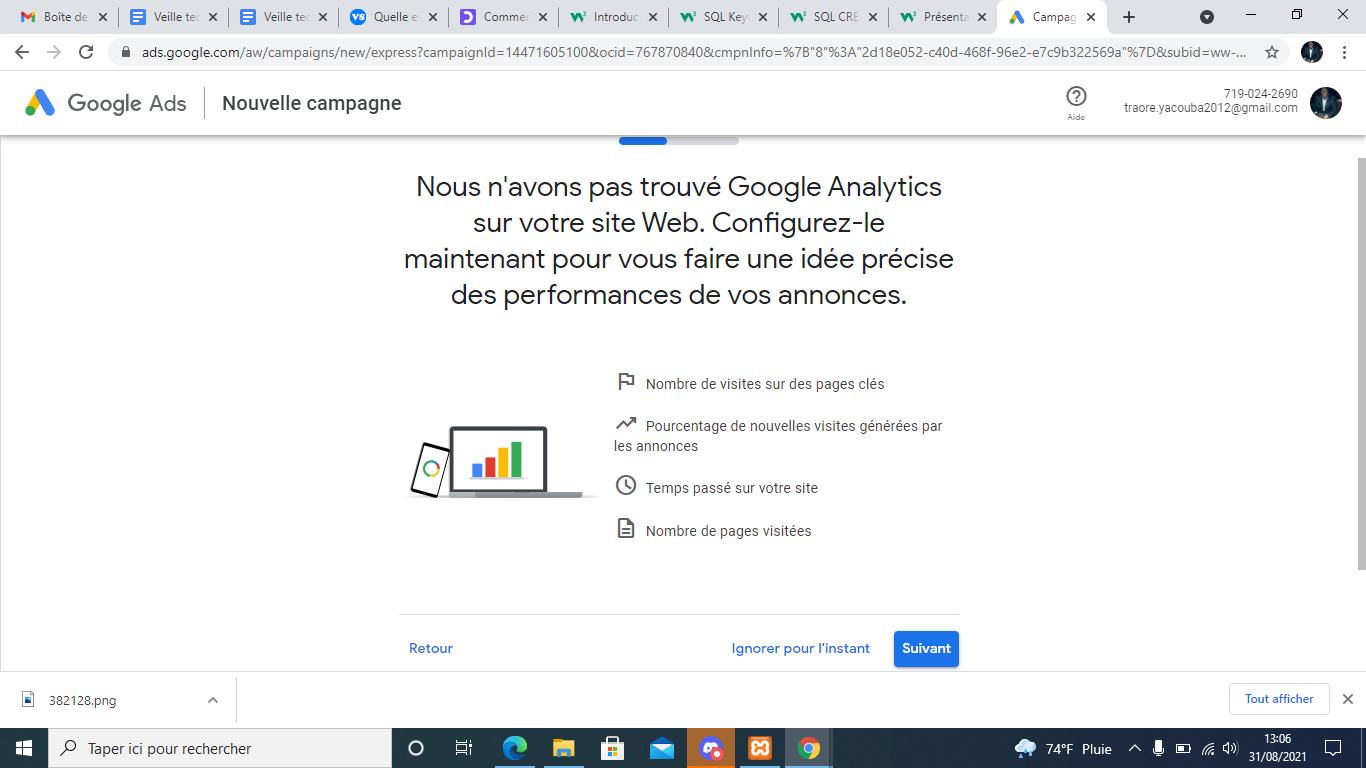 Boîte de
Veille tec
Veille tec
Quelle es
Commen
Introduc
SQL Key
SQL CRE
Présenta
Campag
ads.google.com/aw/campaigns/new/express?campaignId=14471605100&ocid=767870840&cmpnInfo=%7B"8"%3A"2d18e052-c40d-468f-96e2-e7c9b322569a"%7D&subid=ww-...
Google Ads
Nouvelle campagne
Aide
719-024-2690
traore.yacouba2012@gmail.com
Nous n'avons pas trouvé Google Analytics
sur votre site Web. Configurez-le
maintenant pour vous faire une idée précise
des performances de vos annonces.
Nombre de visites sur des pages clés
Pourcentage de nouvelles visites générées par
les annonces
Temps passé sur votre site
Nombre de pages visitées
Retour
Ignorer pour l'instant
Suivant
382128.png
Tout afficher
Taper ici pour rechercher
74°F Pluie
13:06
31/08/2021